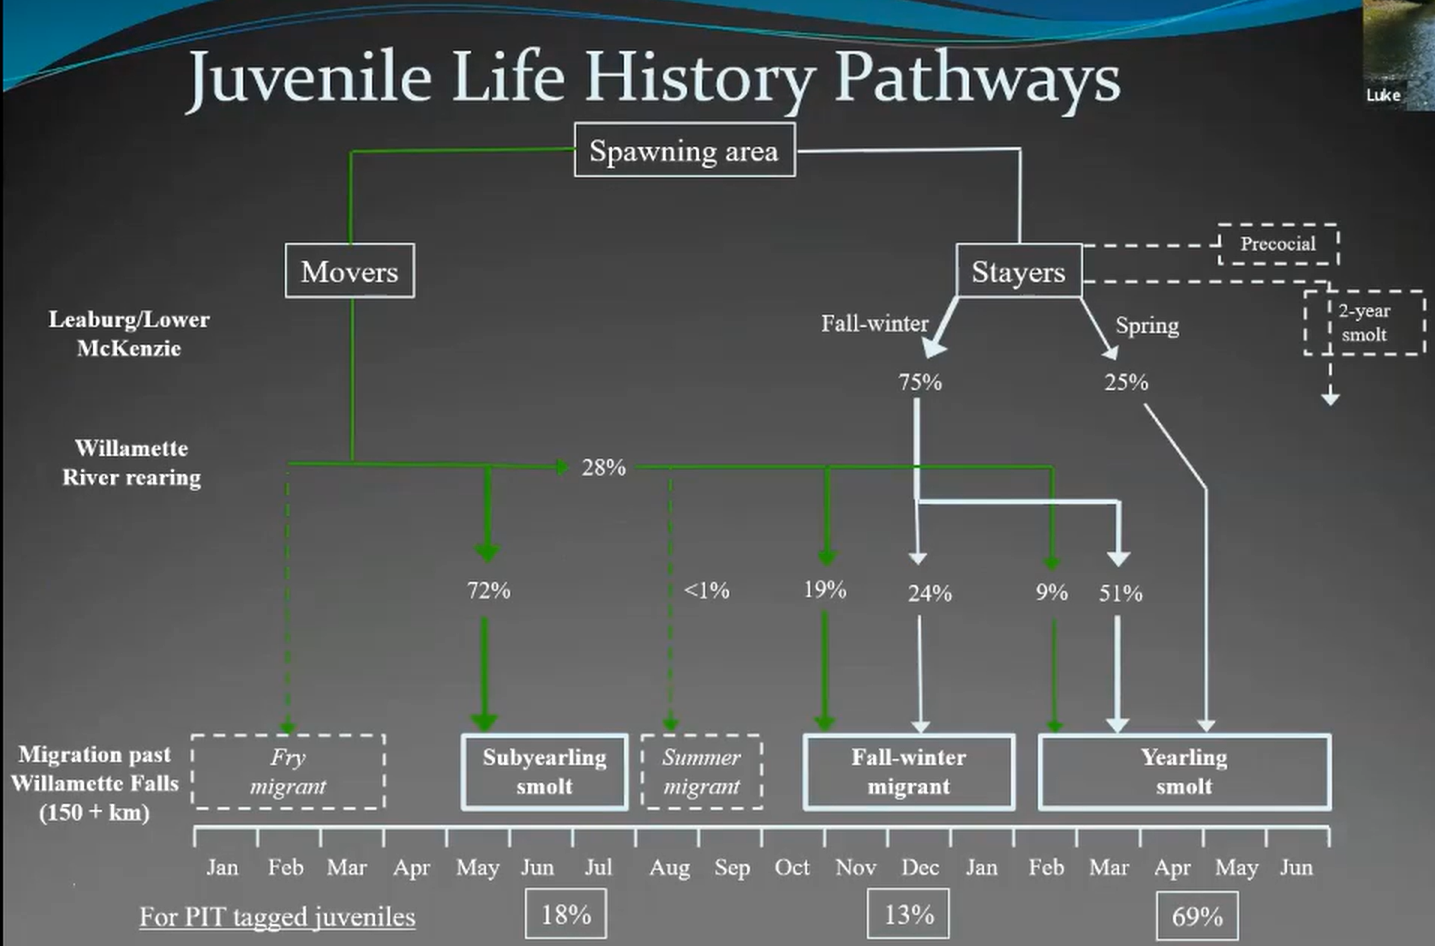 Juvenile Life History Pathways
Luke
Spawning area
Movers
Stayers
Precocial
2-year
smolt
Leaburg/Lower
McKenzie
Fall-winter
Spring
75%
25%
Willamette
River rearing
28%
72%
<1%
19%
24%
9%
51%
Migration past
Willamette Falls
(150 + km)
Fry
migrant
Subyearling
smolt
Summer
migrant
Fall-winter
migrant
Yearling
smolt
Jan Feb Mar Apr May Jun Jul Aug Sep Oct Nov Dec Jan Feb Mar Apr May Jun
For PIT tagged juveniles
18%
13%
69%